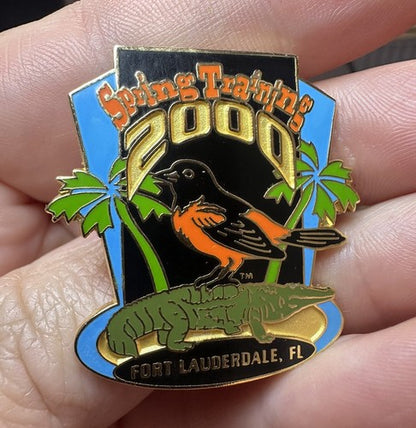 Spring Training
2000
TM
FORT LAUDERDALE, FL